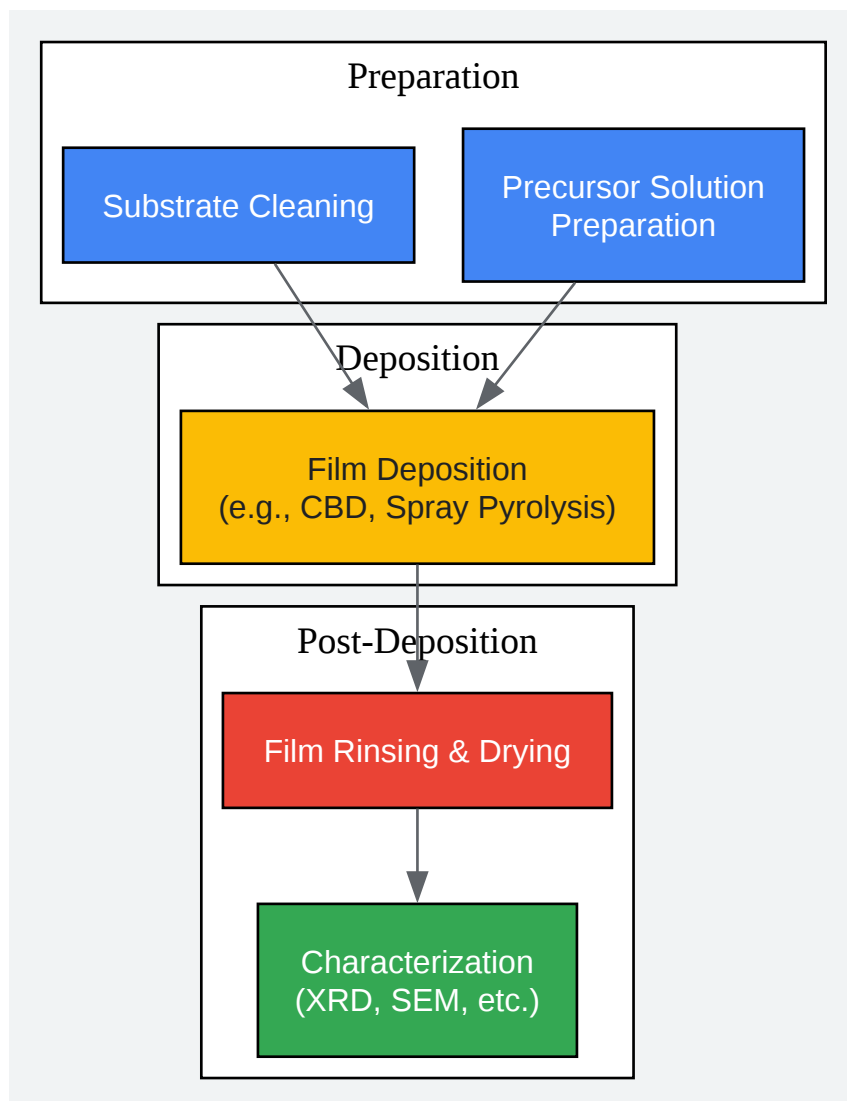 Preparation
Substrate Cleaning
Precursor Solution
Preparation
Deposition
Film Deposition
(e.g., CBD, Spray Pyrolysis)
Post-Deposition
Film Rinsing & Drying
Characterization
(XRD, SEM, etc.)